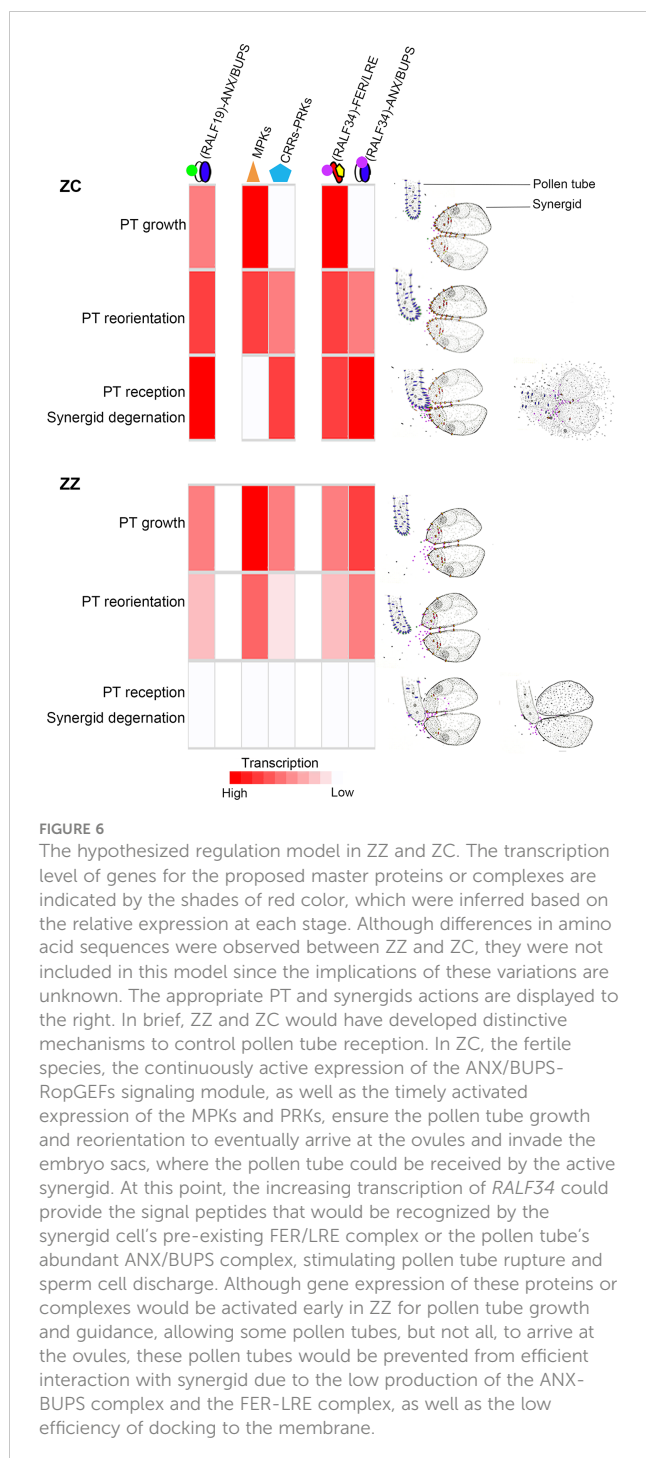 (RALF19)-ANX/BUPS
MPKs
CRRs-PRKs
(RALF34)-FER/LRE
(RALF34)-ANX/BUPS
ZC
Pollen tube
Synergid
PT growth
PT reorientation
PT reception
Synergid degernation
ZZ
PT growth
PT reorientation
PT reception
Synergid degernation
Transcription
High
Low
FIGURE 6
The hypothesized regulation model in ZZ and ZC. The transcription
level of genes for the proposed master proteins or complexes are
indicated by the shades of red color, which were inferred based on
the relative expression at each stage. Although differences in amino
acid sequences were observed between ZZ and ZC, they were not
included in this model since the implications of these variations are
unknown. The appropriate PT and synergids actions are displayed to
the right. In brief, ZZ and ZC would have developed distinctive
mechanisms to control pollen tube reception. In ZC, the fertile
species, the continuously active expression of the ANX/BUPS-
RopGEFs signaling module, as well as the timely activated
expression of the MPKs and PRKs, ensure the pollen tube growth
and reorientation to eventually arrive at the ovules and invade the
embryo sacs, where the pollen tube could be received by the active
synergid. At this point, the increasing transcription of RALF34 could
provide the signal peptides that would be recognized by the
synergid cell's pre-existing FER/LRE complex or the pollen tube's
abundant ANX/BUPS complex, stimulating pollen tube rupture and
sperm cell discharge. Although gene expression of these proteins or
complexes would be activated early in ZZ for pollen tube growth
and guidance, allowing some pollen tubes, but not all, to arrive at
the ovules, these pollen tubes would be prevented from efficient
interaction with synergid due to the low production of the ANX-
BUPS complex and the FER-LRE complex, as well as the low
efficiency of docking to the membrane.